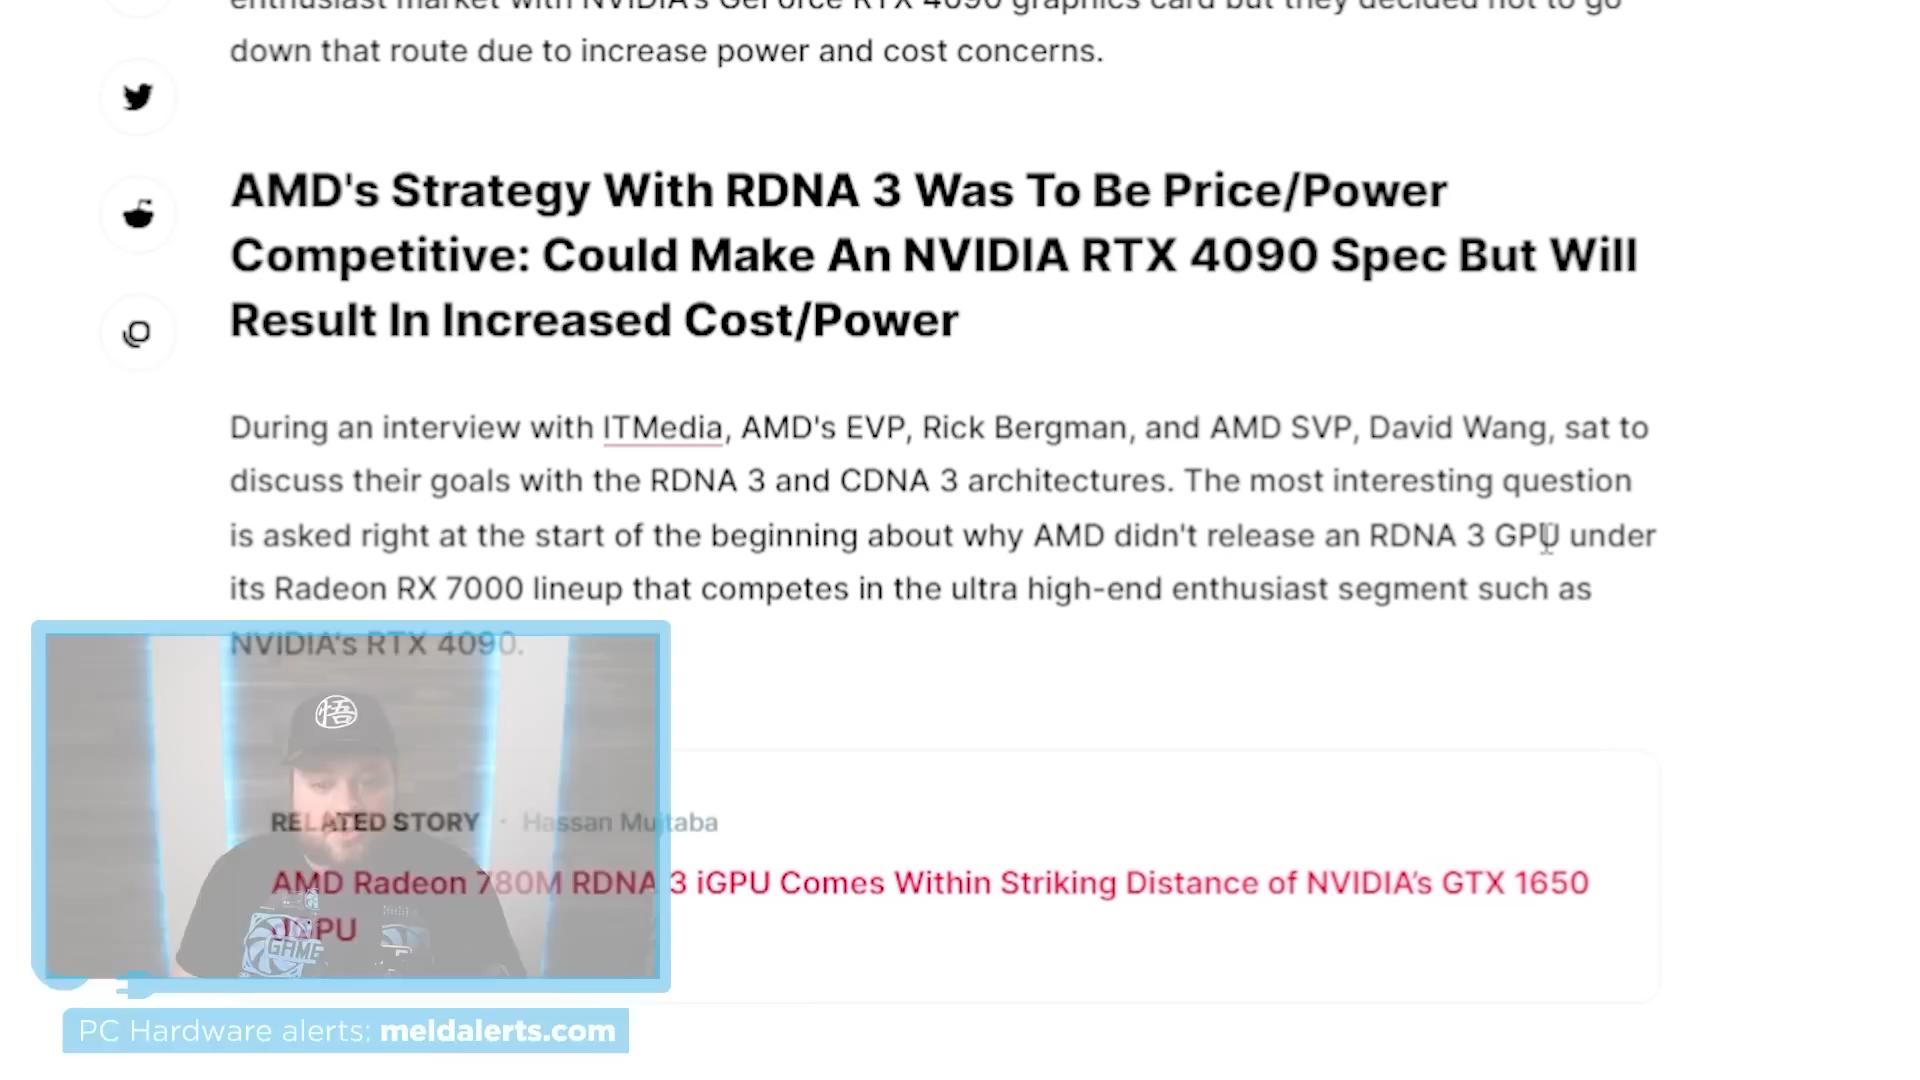 enthusiast market with NVIDIA's GeForce RTX 4090 graphics card but they decided not to go
down that route due to increase power and cost concerns.
AMD's Strategy With RDNA 3 Was To Be Price/Power
Competitive: Could Make An NVIDIA RTX 4090 Spec But Will
Result In Increased Cost/Power
During an interview with ITMedia, AMD's EVP, Rick Bergman, and AMD SVP, David Wang, sat to
discuss their goals with the RDNA 3 and CDNA 3 architectures. The most interesting question
is asked right at the start of the beginning about why AMD didn't release an RDNA 3 GPU under
its Radeon RX 7000 lineup that competes in the ultra high-end enthusiast segment such as
NVIDIA's RTX 4090.
悟
RELATED STORY · Hassan Mujtaba
AMD Radeon 780M RDNA 3 iGPU Comes Within Striking Distance of NVIDIA's GTX 1650
GAME
PC Hardware alerts: meldalerts.com